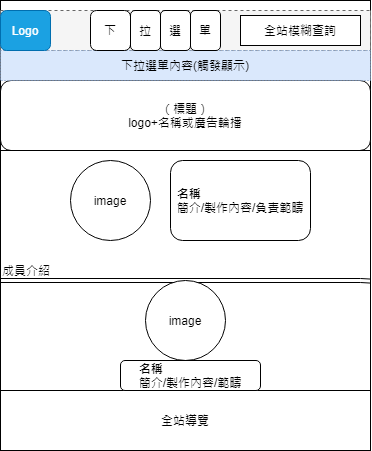 Logo
下 拉 選 單
全站模糊查詢
下拉選單內容(觸發顯示)
（標題）
logo+名稱或廣告輪播
image
名稱
簡介/製作內容/負責範疇
成員介紹
image
名稱
簡介/製作內容/範疇
全站導覽